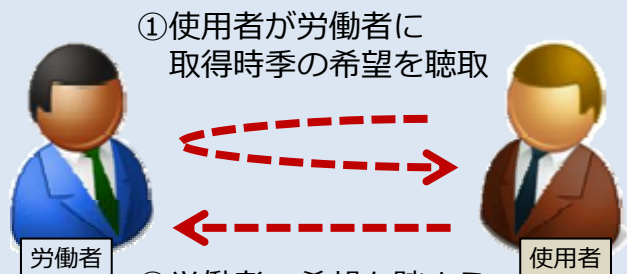 ①使用者が労働者に
取得時季の希望を聴取
労働者
使用者